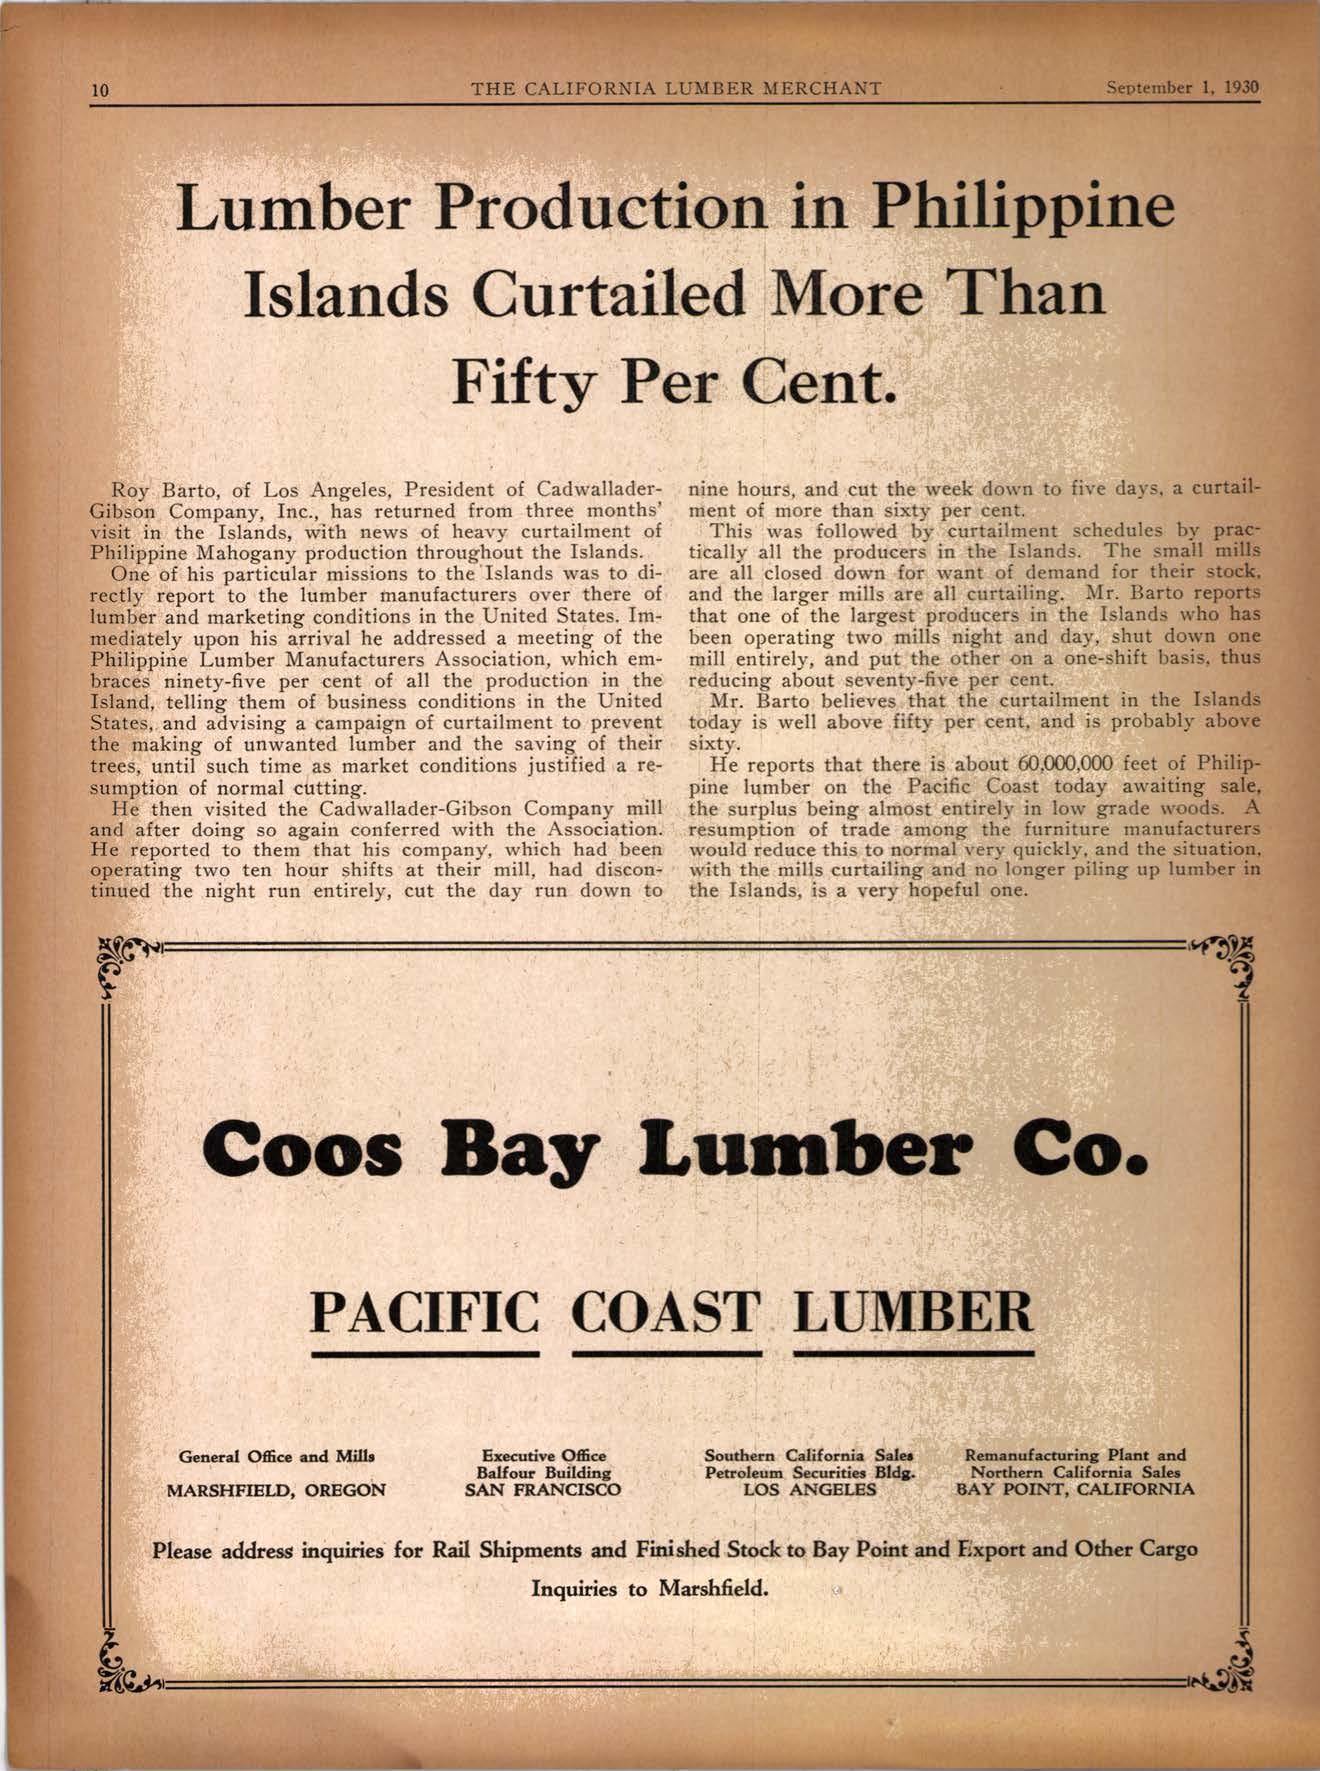 10
THE CALIFORNIA LUMBER MERCHANT
September 1, 1930
Lumber Production in Philippine
Islands Curtailed More Than
Fifty Per Cent.
Roy Barto, of Los Angeles, President of Cadwallader-
Gibson Company, Inc., has returned from three months'
visit in the Islands, with news of heavy curtailment of
Philippine Mahogany production throughout the Islands.
One of his particular missions to the Islands was to di-
rectly report to the lumber manufacturers over there of
lumber and marketing conditions in the United States. Im-
mediately upon his arrival he addressed a meeting of the
Philippine Lumber Manufacturers Association, which em-
braces ninety-five per cent of all the production in the
Island, telling them of business conditions in the United
States, and advising a campaign of curtailment to prevent
the making of unwanted lumber and the saving of their
trees, until such time as market conditions justified a re-
sumption of normal cutting.
He then visited the Cadwallader-Gibson Company mill
and after doing so again conferred with the Association.
He reported to them that his company, which had been
operating two ten hour shifts at their mill, had discon-
tinued the night run entirely, cut the day run down to
nine hours, and cut the week down to five days, a curtail-
ment of more than sixty per cent.
This was followed by curtailment schedules by prac-
tically all the producers in the Islands. The small mills
are all closed down for want of demand for their stock,
and the larger mills are all curtailing. Mr. Barto reports
that one of the largest producers in the Islands who has
been operating two mills night and day, shut down one
mill entirely, and put the other on a one-shift basis, thus
reducing about seventy-five per cent.
Mr. Barto believes that the curtailment in the Islands
today is well above fifty per cent, and is probably above
sixty.
He reports that there is about 60,000,000 feet of Philip-
pine lumber on the Pacific Coast today awaiting sale,
the surplus being almost entirely in low grade woods. A
resumption of trade among the furniture manufacturers
would reduce this to normal very quickly, and the situation,
with the mills curtailing and no longer piling up lumber in
the Islands, is a very hopeful one.
Coos Bay Lumber Co.
PACIFIC COAST LUMBER
General Office and Mills
MARSHFIELD, OREGON
Executive Office
Balfour Building
SAN FRANCISCO
Southern California Sales
Petroleum Securities Bldg.
LOS ANGELES
Remanufacturing Plant and
Northern California Sales
BAY POINT, CALIFORNIA
Please address inquiries for Rail Shipments and Finished Stock to Bay Point and Export and Other Cargo
Inquiries to Marshfield.